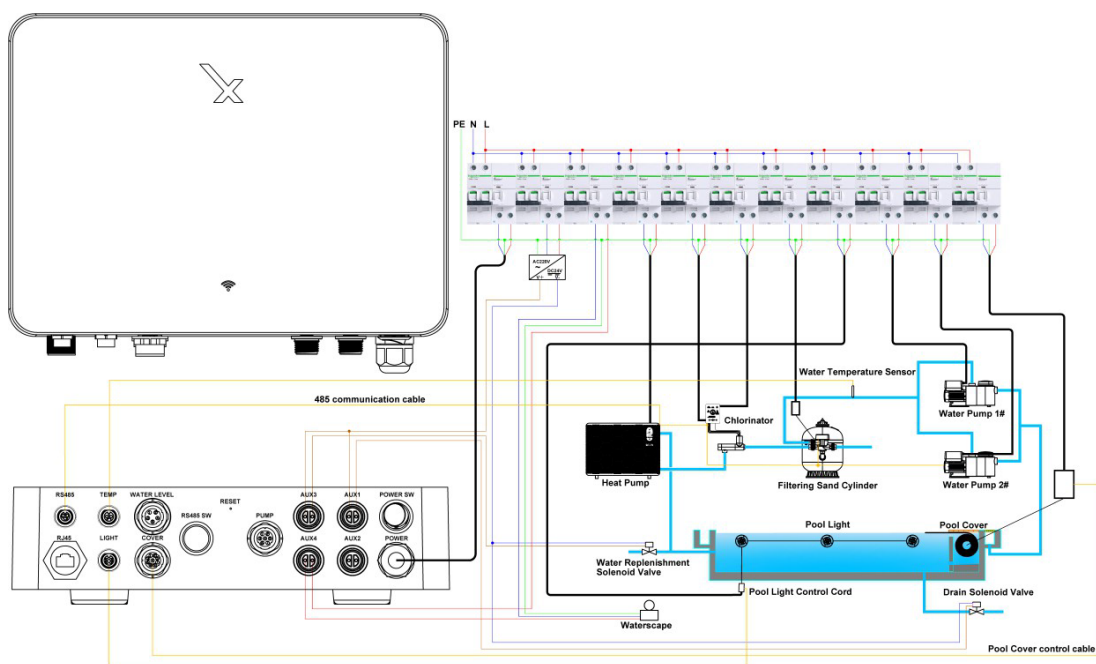 PE N L
AC220V
DC24V
Water Temperature Sensor
485 communication cable
Water Pump 1#
Chlorinator
Heat Pump
Filtering Sand Cylinder
Water Pump 2#
RS485
TEMP
WATER LEVEL
RESET
AUX3
AUX1
POWER SW
RS485 SW
PUMP
RJ45
LIGHT
COVER
AUX4
AUX2
POWER
Pool Light
Pool Cover
Water Replenishment
Solenoid Valve
Pool Light Control Cord
Drain Solenoid Valve
Waterscape
Pool Cover control cable